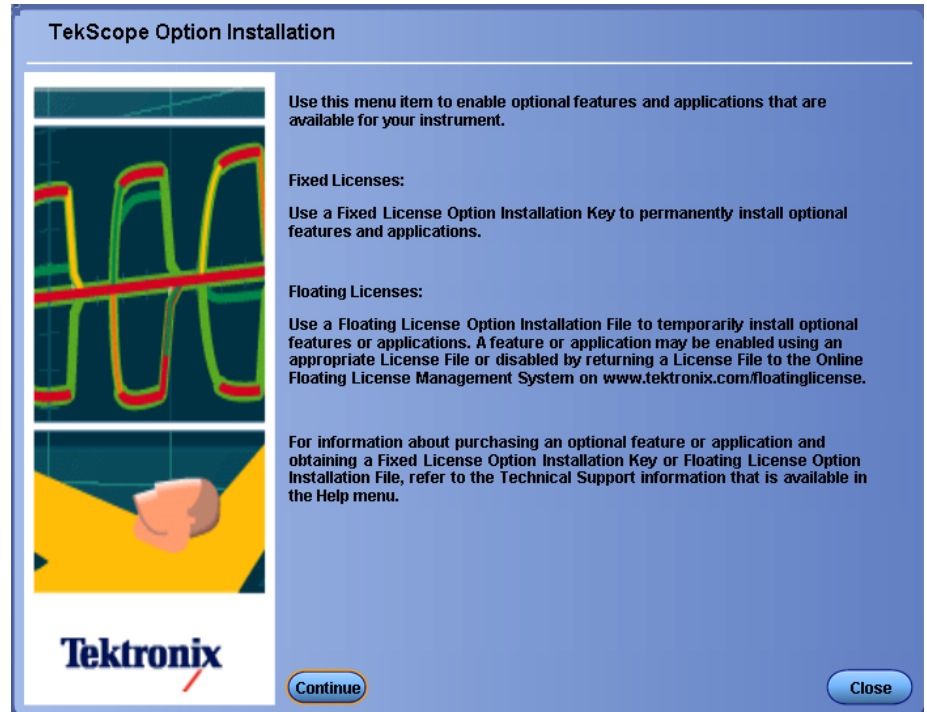 TekScope Option Installation
Use this menu item to enable optional features and applications that are
available for your instrument.
Fixed Licenses:
Use a Fixed License Option Installation Key to permanently install optional
features and applications.
Floating Licenses:
Use a Floating License Option Installation File to temporarily install optional
features or applications. A feature or application may be enabled using an
appropriate License File or disabled by returning a License File to the Online
Floating License Management System on www.tektronix.com/floatinglicense.
For information about purchasing an optional feature or application and
obtaining a Fixed License Option Installation Key or Floating License Option
Installation File, refer to the Technical Support information that is available in
the Help menu.
Tektronix
Continue
Close